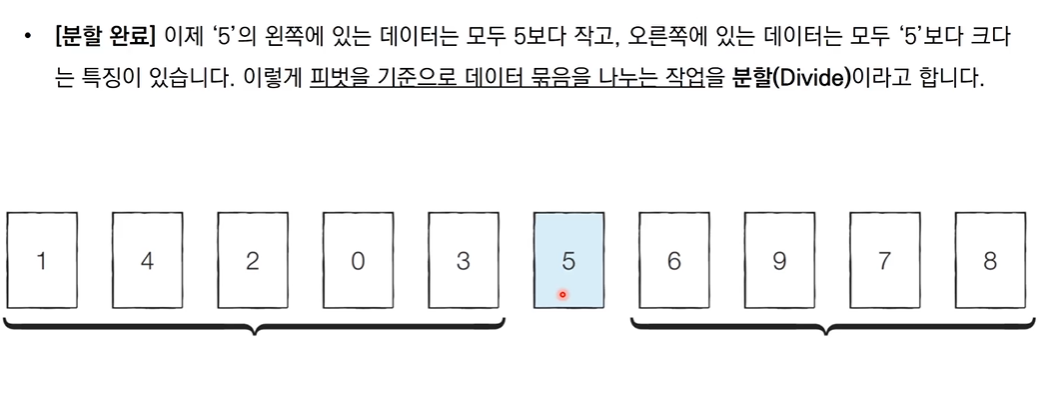 • [분할 완료] 이제 ‘5’의 왼쪽에 있는 데이터는 모두 5보다 작고, 오른쪽에 있는 데이터는 모두 ‘5’보다 크다
는 특징이 있습니다. 이렇게 피벗을 기준으로 데이터 묶음을 나누는 작업을 분할(Divide)이라고 합니다.
1 4 2 0 3 5 6 9 7 8